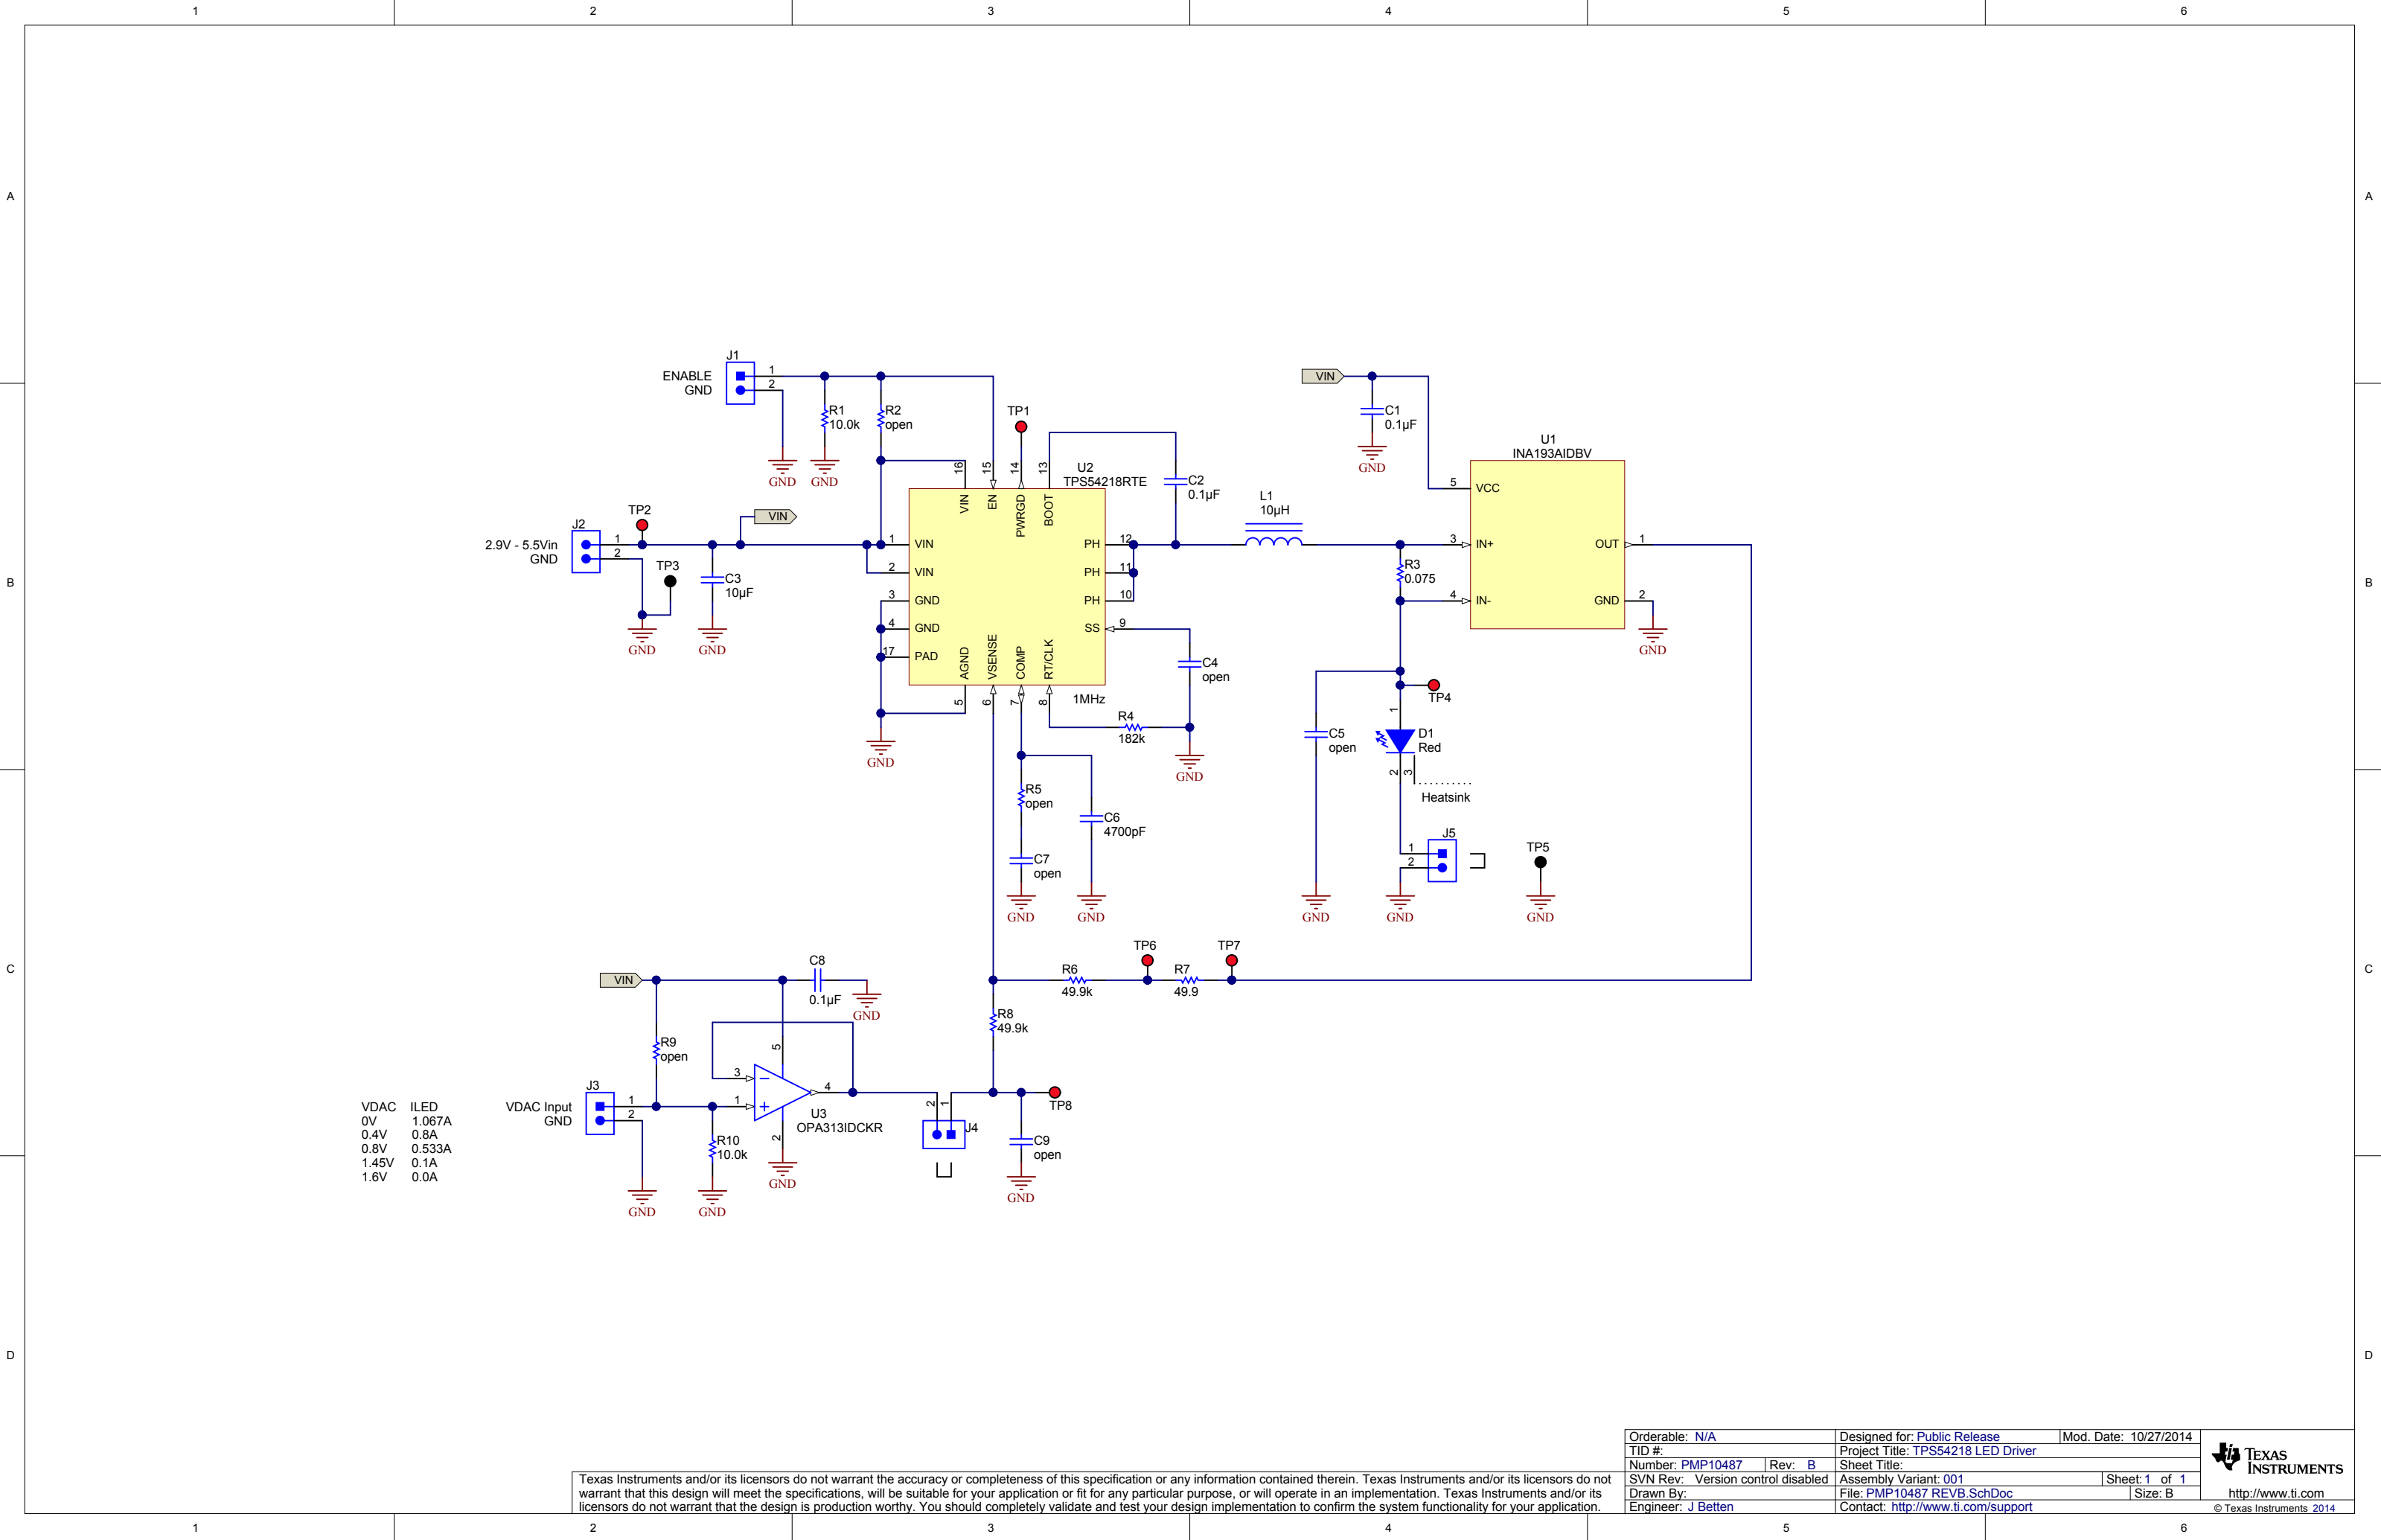 1 2 3 4 5 6
A A
J1
ENABLE 1
GND 2
R1
10.0k
R2
open
GND GND
TP1
VIN
C1
0.1µF
GND
U1
INA193AIDBV
5 VCC
3 IN+
4 IN-
OUT 1
GND 2
GND
U2
TPS54218RTE
16 15 14 13
VIN EN PWRGD BOOT
C2
0.1µF
L1
10µH
TP2
J2
2.9V - 5.5Vin 1
GND 2
TP3
VIN
C3
10µF
GND GND
1 VIN
2 VIN
3 GND
4 GND
17 PAD
PH 12
PH 11
PH 10
SS 9
AGND VSENSE COMP RT/CLK
5 6 7 8
1MHz
B B
R3
0.075
C4
open
R4
182k
GND
GND
TP4
1
C5
open
D1
Red
2 3
Heatsink
R5
open
C6
4700pF
C7
open
GND GND
J5
1
2
TP5
GND GND GND
C C
TP6 TP7
R6
49.9k
R7
49.9
R8
49.9k
VIN
C8
0.1µF
GND
R9
open
5
3
4
1
2
U3
OPA313IDCKR
J3
VDAC Input 1
GND 2
R10
10.0k
GND GND GND
2 1
J4
TP8
C9
open
GND
VDAC ILED
0V 1.067A
0.4V 0.8A
0.8V 0.533A
1.45V 0.1A
1.6V 0.0A
D D
Texas Instruments and/or its licensors do not warrant the accuracy or completeness of this specification or any information contained therein. Texas Instruments and/or its licensors do not
warrant that this design will meet the specifications, will be suitable for your application or fit for any particular purpose, or will operate in an implementation. Texas Instruments and/or its
licensors do not warrant that the design is production worthy. You should completely validate and test your design implementation to confirm the system functionality for your application.
Orderable: N/A Designed for: Public Release Mod. Date: 10/27/2014
TID #: Project Title: TPS54218 LED Driver
Number: PMP10487 Rev: B Sheet Title:
SVN Rev: Version control disabled Assembly Variant: 001 Sheet: 1 of 1
Drawn By: File: PMP10487 REVB.SchDoc Size: B
Engineer: J Betten Contact: http://www.ti.com/support
TEXAS
INSTRUMENTS
http://www.ti.com
© Texas Instruments 2014
1 2 3 4 5 6